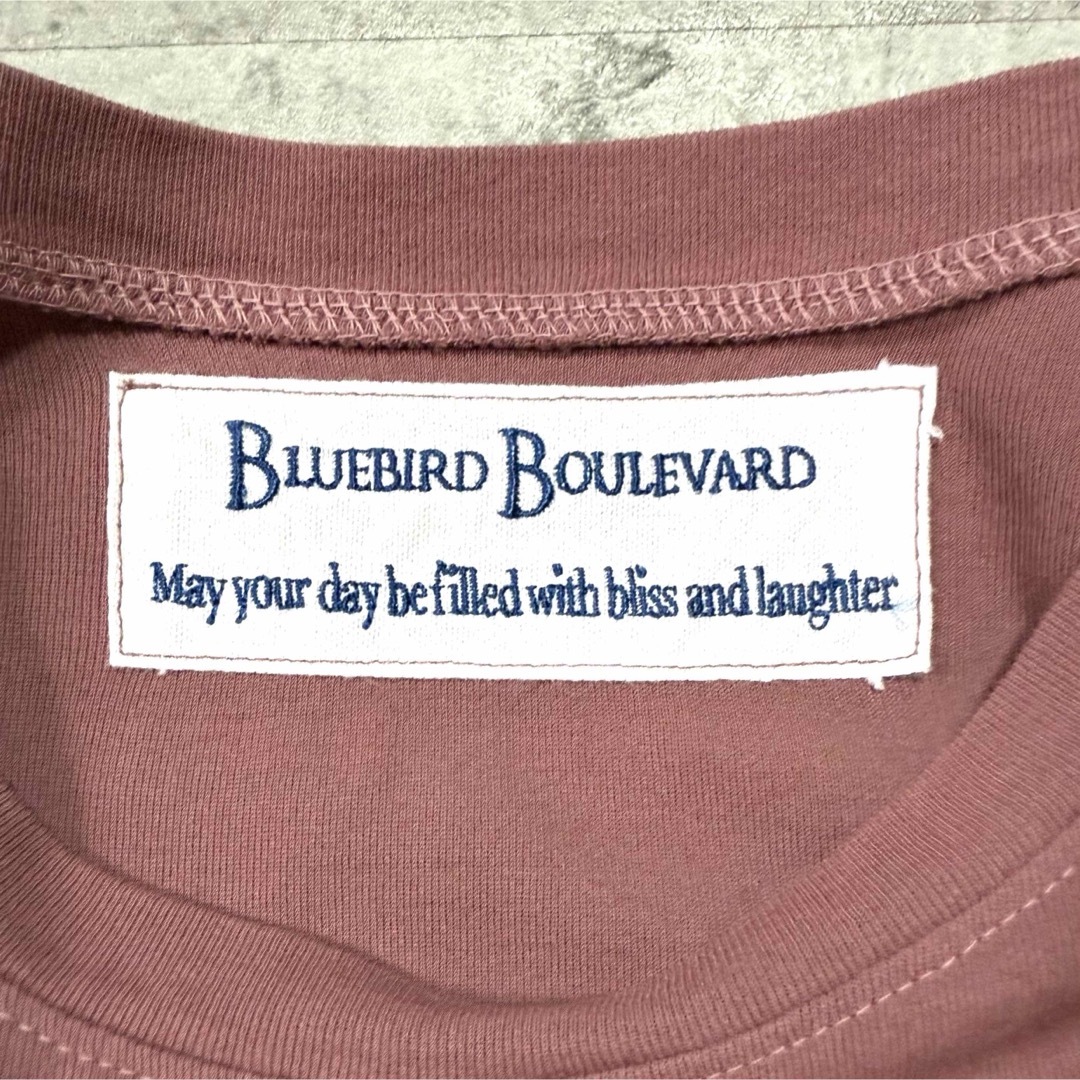 BLUEBIRD BOULEVARD
May your day be filled with bliss and laughter